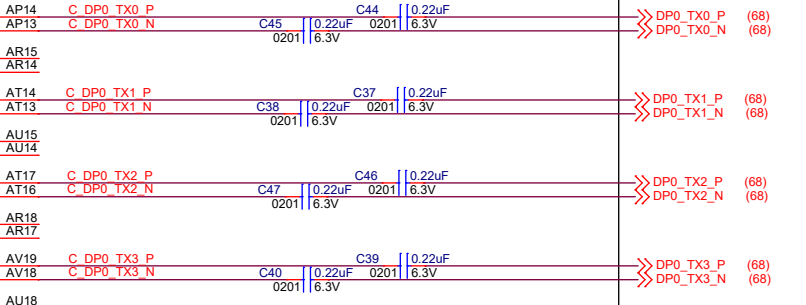 AP14 C_DP0_TX0_P C44 0.22uF DP0_TX0_P (68)
AP13 C_DP0_TX0_N C45 0.22uF 0201 6.3V DP0_TX0_N (68)
0201 6.3V
AR15
AR14
AT14 C_DP0_TX1_P C37 0.22uF DP0_TX1_P (68)
AT13 C_DP0_TX1_N C38 0.22uF 0201 6.3V DP0_TX1_N (68)
0201 6.3V
AU15
AU14
AT17 C_DP0_TX2_P C46 0.22uF DP0_TX2_P (68)
AT16 C_DP0_TX2_N C47 0.22uF 0201 6.3V DP0_TX2_N (68)
0201 6.3V
AR18
AR17
AV19 C_DP0_TX3_P C39 0.22uF DP0_TX3_P (68)
AV18 C_DP0_TX3_N C40 0.22uF 0201 6.3V DP0_TX3_N (68)
0201 6.3V
AU18